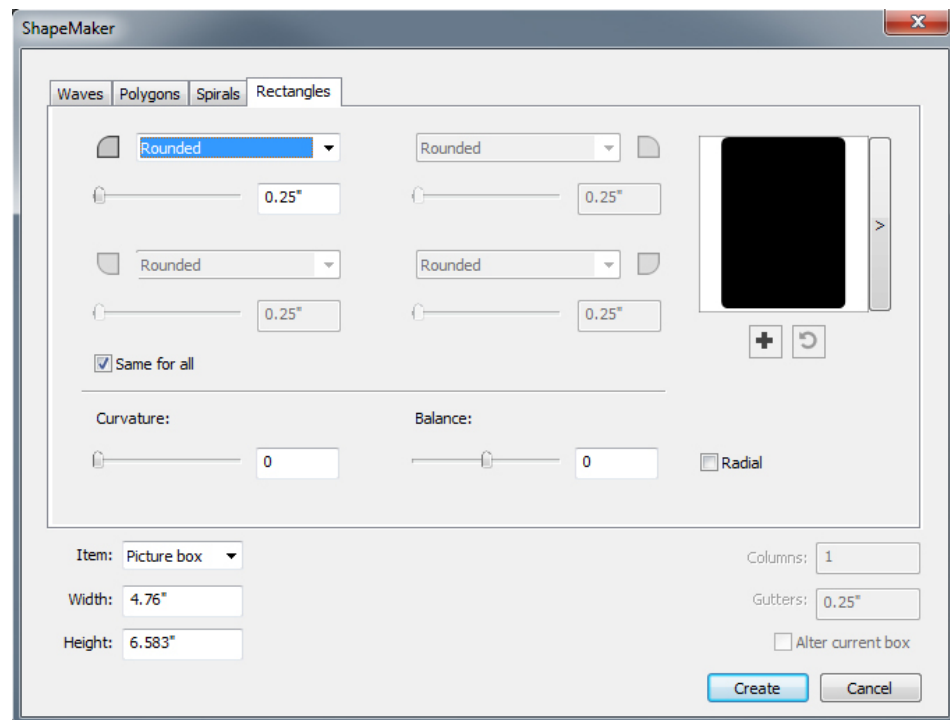 ShapeMaker
Waves Polygons Spirals Rectangles
Rounded Rounded
0.25" 0.25"
Rounded Rounded
0.25" 0.25"
>
Same for all
Curvature: Balance:
0 0 Radial
Item: Picture box Columns: 1
Width: 4.76" Gutters: 0.25"
Height: 6.583" Alter current box
Create Cancel